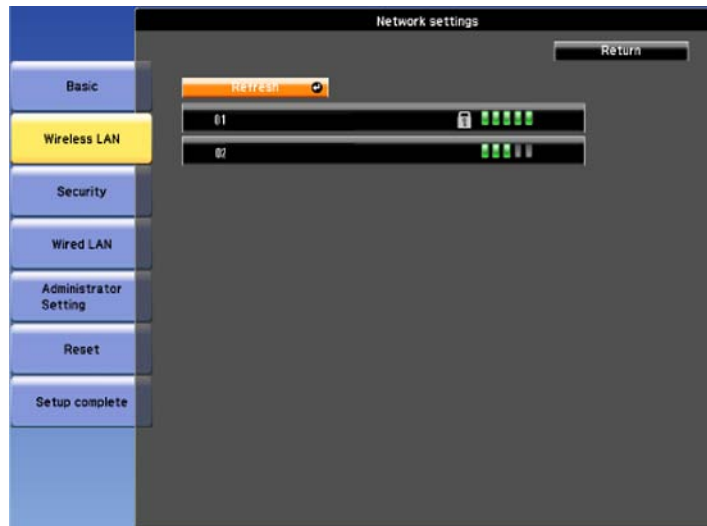 Network settings
Return
Basic
Refresh
01
Wireless LAN
02
Security
Wired LAN
Administrator
Setting
Reset
Setup complete